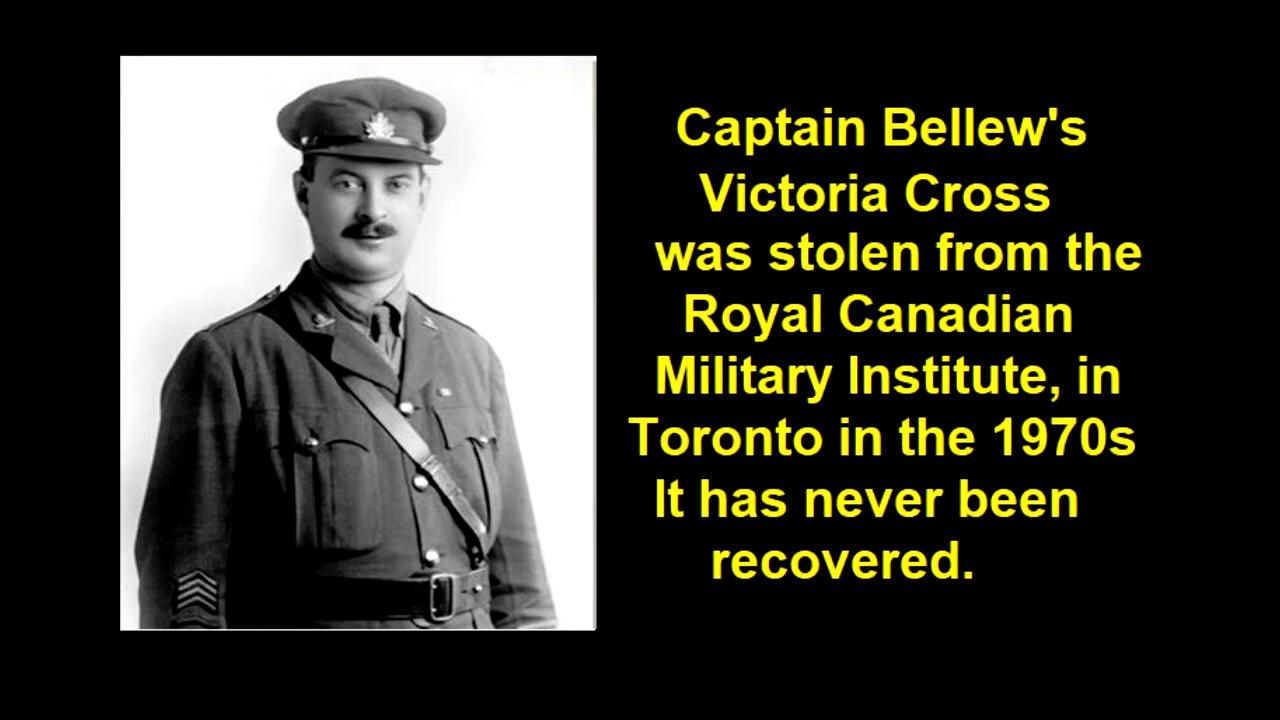 Captain Bellew's
Victoria Cross
was stolen from the
Royal Canadian
Military Institute, in
Toronto in the 1970s
It has never been
recovered.